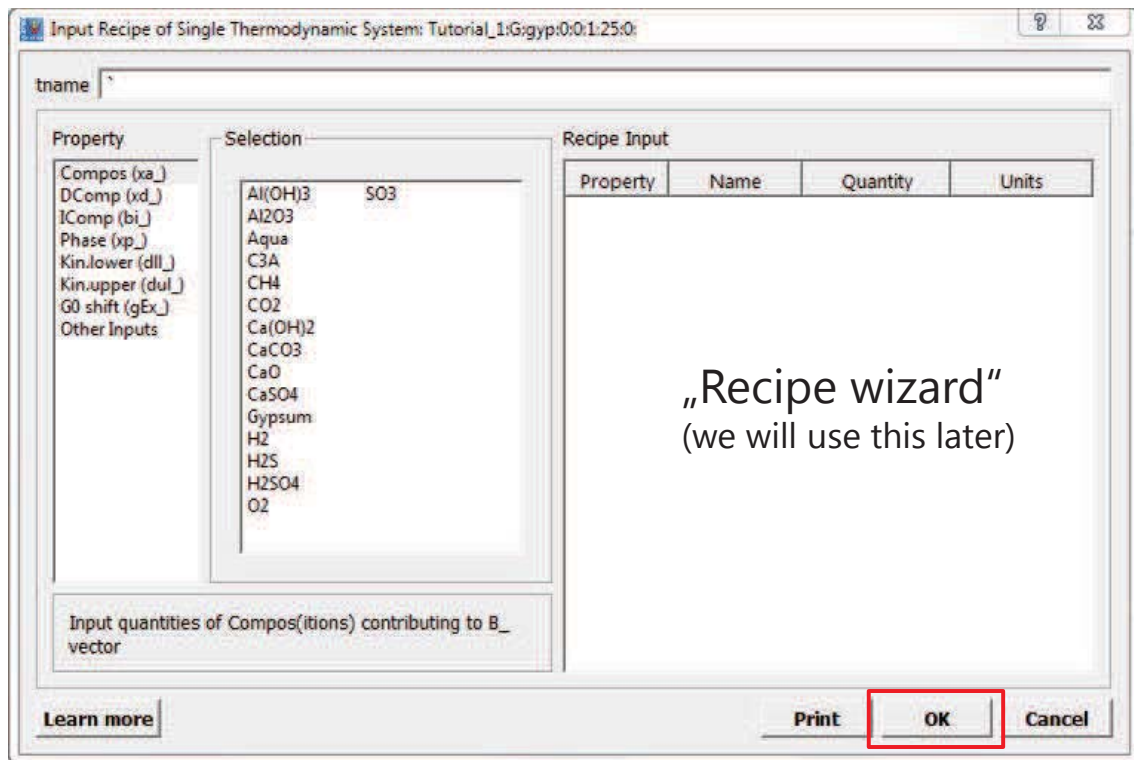 Input Recipe of Single Thermodynamic System: Tutorial_1:G:gyp:0:0:1:25:0:
tname `
Property
Compos (xa_)
DComp (xd_)
IComp (bi_)
Phase (xp_)
Kin.lower (dll_)
Kin.upper (dul_)
G0 shift (gEx_)
Other Inputs
Selection
Al(OH)3 SO3
Al2O3
Aqua
C3A
CH4
CO2
Ca(OH)2
CaCO3
CaO
CaSO4
Gypsum
H2
H2S
H2SO4
O2
Recipe Input
Property Name Quantity Units
„Recipe wizard“
(we will use this later)
Input quantities of Compos(itions) contributing to B_
vector
Learn more Print OK Cancel